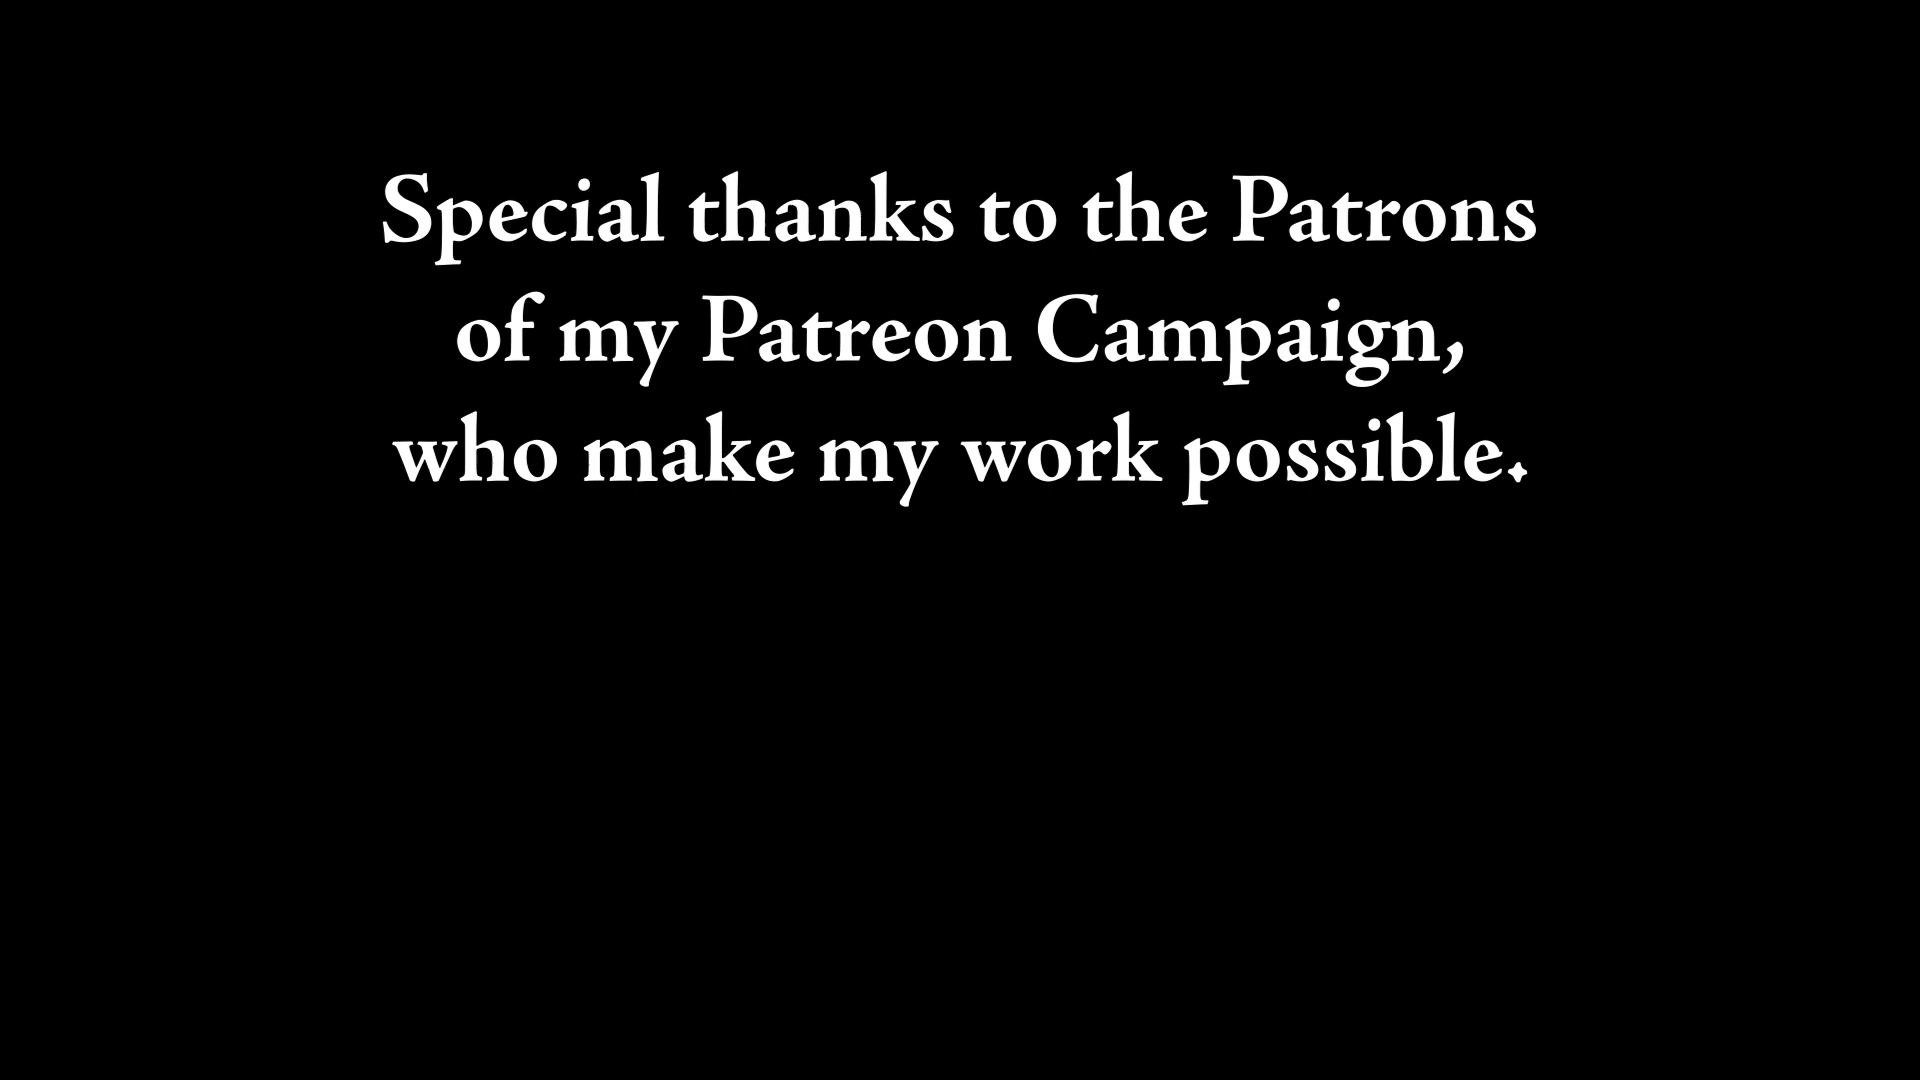 Special thanks to the Patrons
of my Patreon Campaign,
who make my work possible.